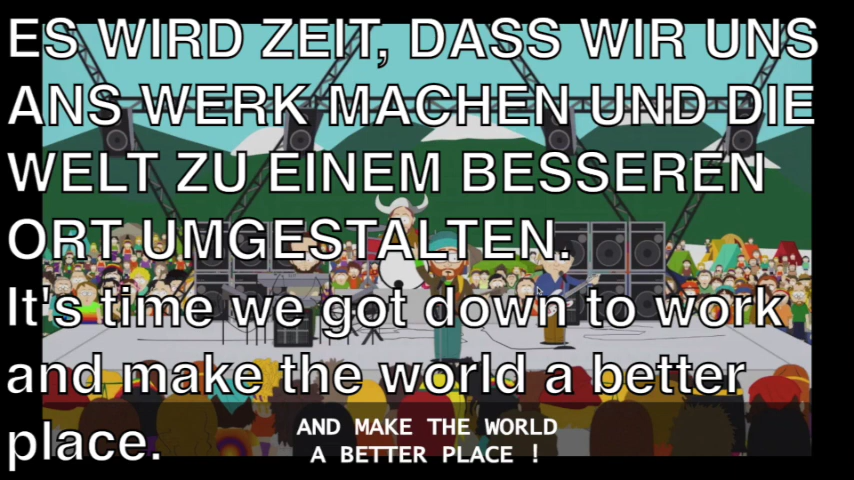 ES WIRD ZEIT, DASS WIR UNS
ANS WERK MACHEN UND DIE
WELT ZU EINEM BESSEREN
ORT UMGESTALTEN.
It's time we got down to work
and make the world a better
place.
AND MAKE THE WORLD
A BETTER PLACE !